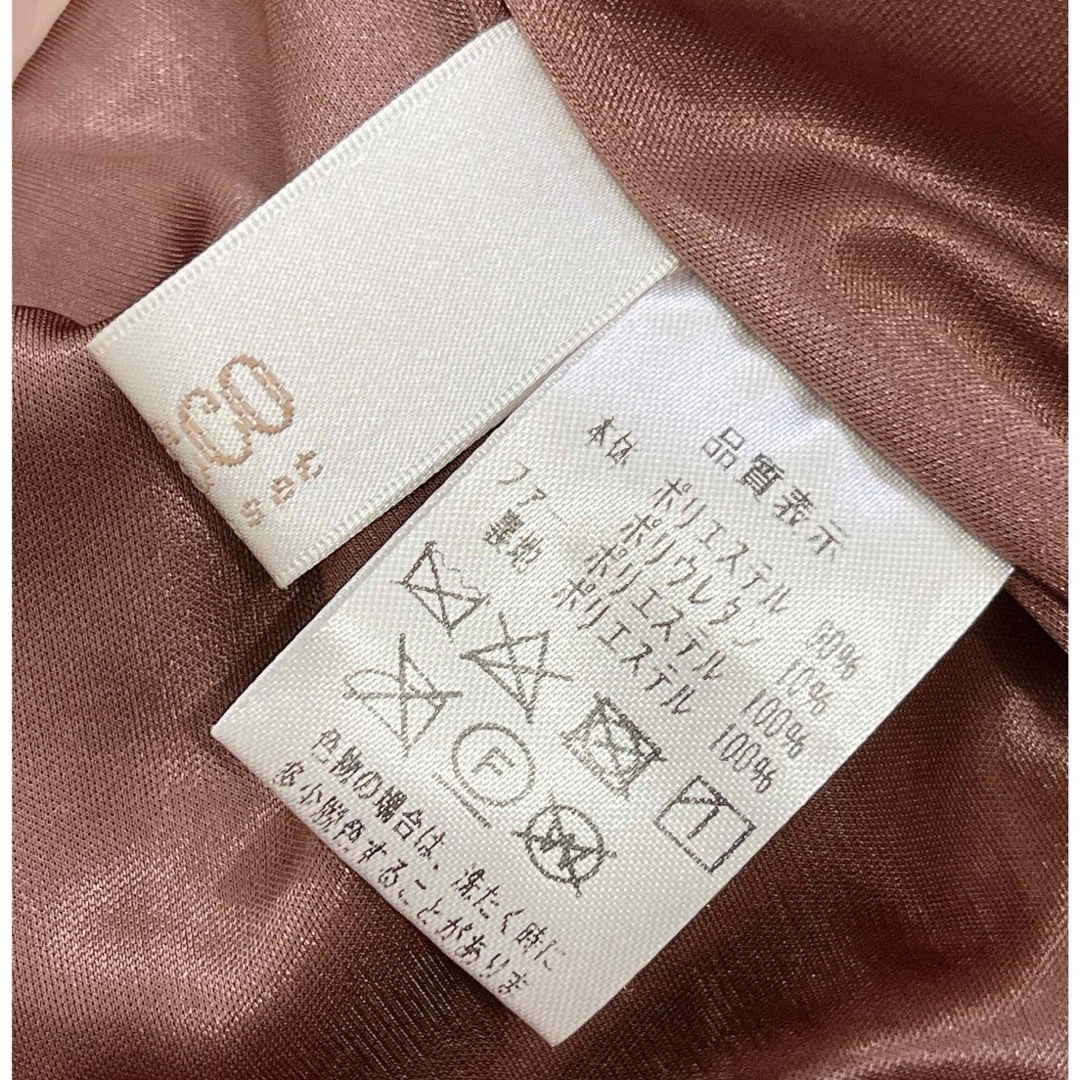 CO
品質表示
本体 ポリエステル 90%
ポリウレタン 10%
ファー ポリエステル 100%
裏地 ポリエステル 100%
F
色物の場合は、洗たく時に
多少脱色することがありま